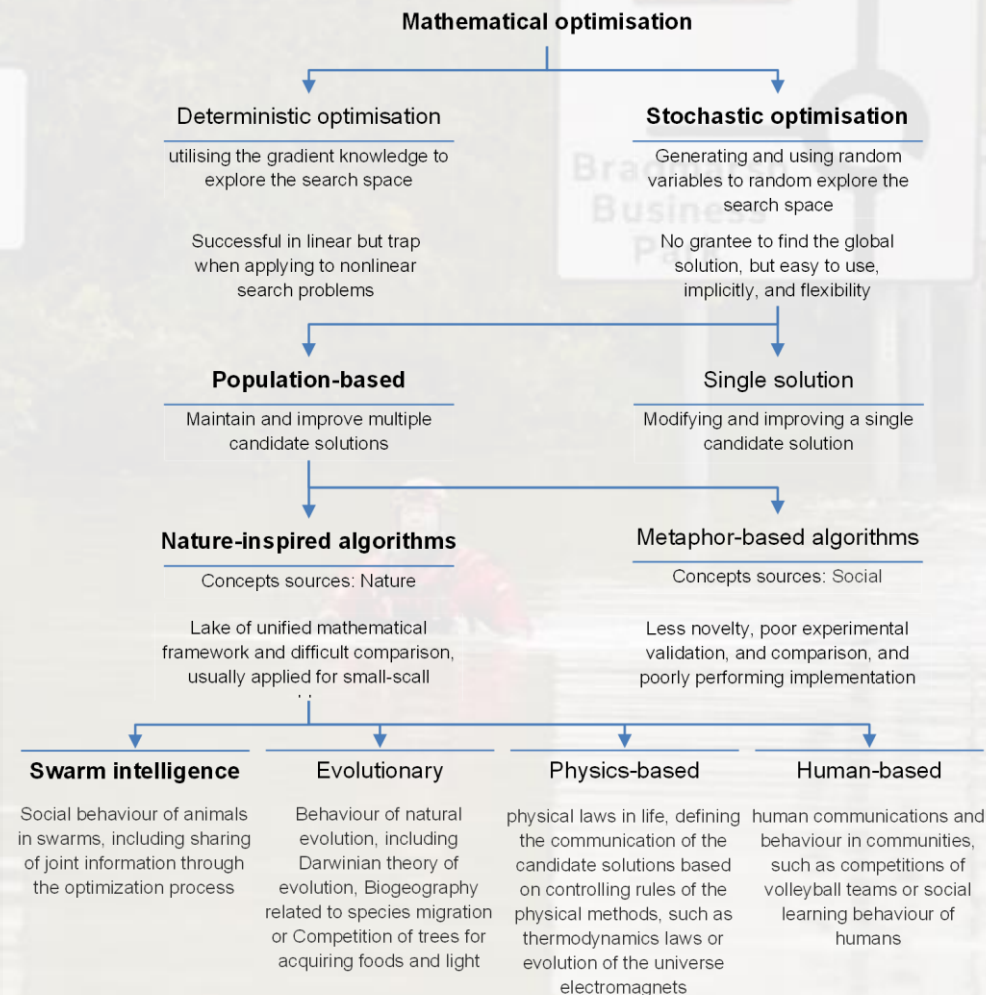 Mathematical optimisation
Deterministic optimisation
utilising the gradient knowledge to
explore the search space
Successful in linear but trap
when applying to nonlinear
search problems
Stochastic optimisation
Generating and using random
variables to random explore the
search space
No grantee to find the global
solution, but easy to use,
implicitly, and flexibility
Bradmarsh
Business
Park
Population-based
Maintain and improve multiple
candidate solutions
Single solution
Modifying and improving a single
candidate solution
Nature-inspired algorithms
Concepts sources: Nature
Lake of unified mathematical
framework and difficult comparison,
usually applied for small-scall
Metaphor-based algorithms
Concepts sources: Social
Less novelty, poor experimental
validation, and comparison, and
poorly performing implementation
Swarm intelligence
Social behaviour of animals
in swarms, including sharing
of joint information through
the optimization process
Evolutionary
Behaviour of natural
evolution, including
Darwinian theory of
evolution, Biogeography
related to species migration
or Competition of trees for
acquiring foods and light
Physics-based
physical laws in life, defining
the communication of the
candidate solutions based
on controlling rules of the
physical methods, such as
thermodynamics laws or
evolution of the universe
electromagnets
Human-based
human communications and
behaviour in communities,
such as competitions of
volleyball teams or social
learning behaviour of
humans